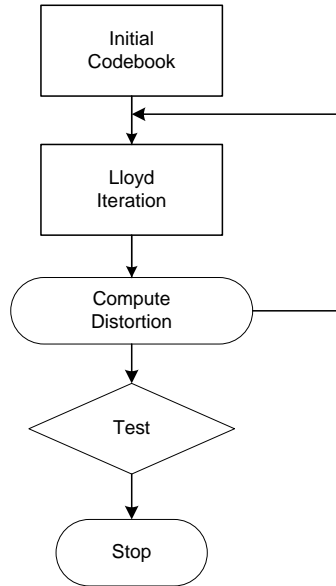 Initial
Codebook
Lloyd
Iteration
Compute
Distortion
Test
Stop